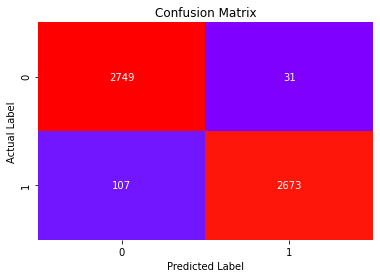 Confusion Matrix
Actual Label
0
2749
31
1
107
2673
0
1
Predicted Label